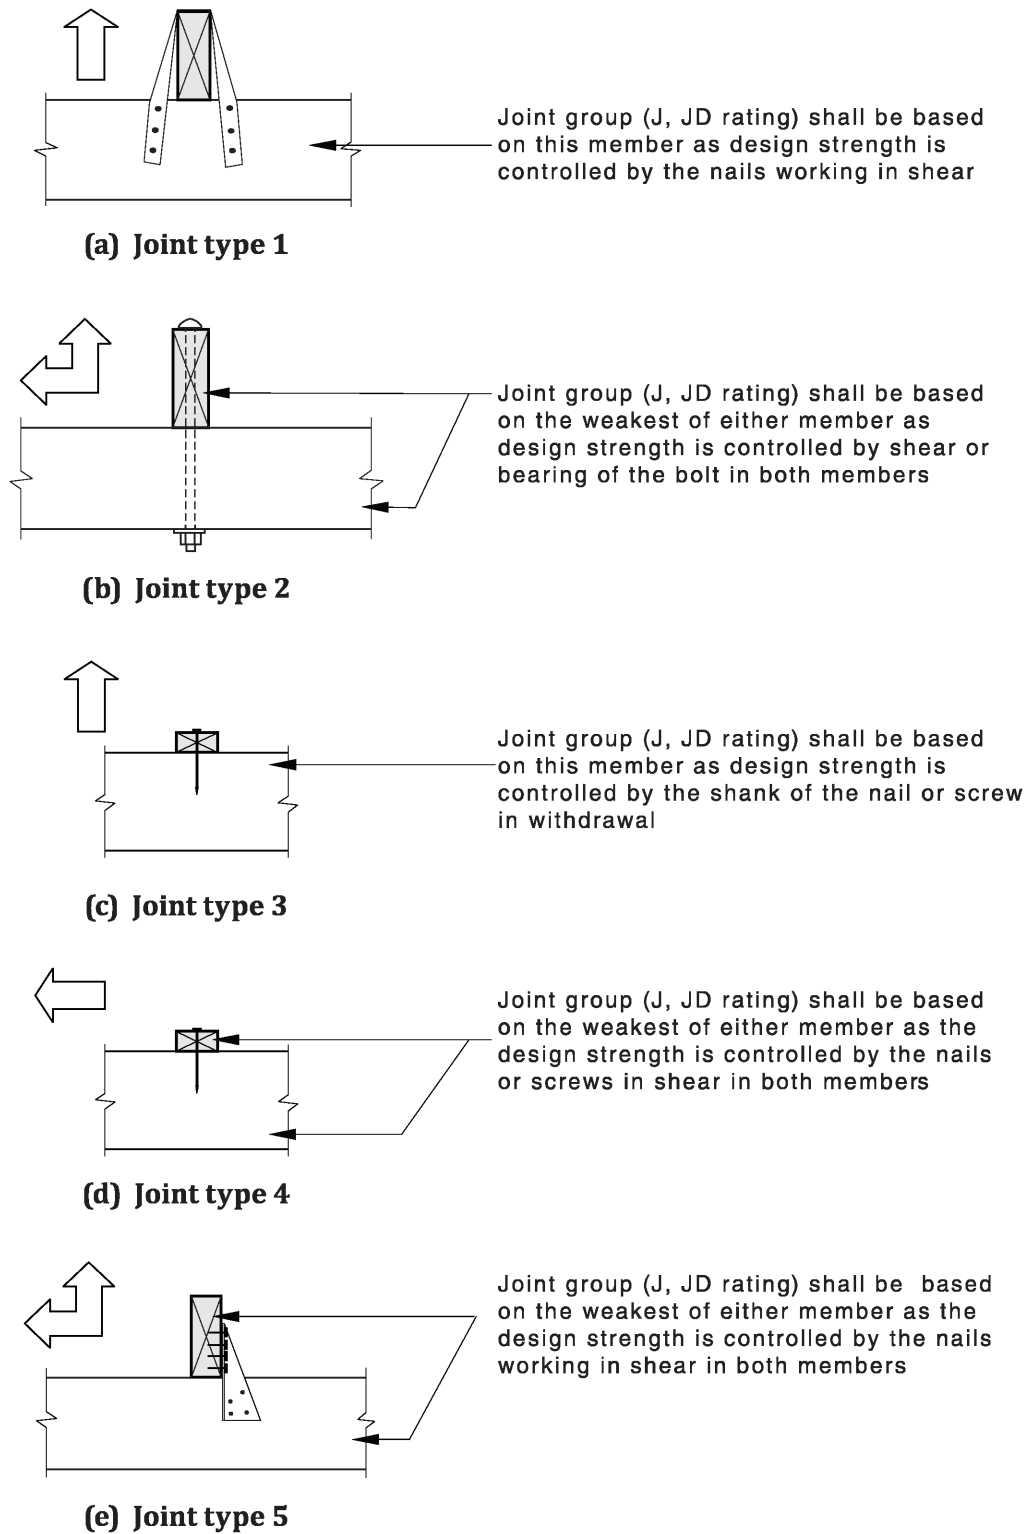 Joint group (J, JD rating) shall be based
on this member as design strength is
controlled by the nails working in shear
(a) Joint type 1
Joint group (J, JD rating) shall be based
on the weakest of either member as
design strength is controlled by shear or
bearing of the bolt in both members
(b) Joint type 2
Joint group (J, JD rating) shall be based
on this member as design strength is
controlled by the shank of the nail or screw
in withdrawal
(c) Joint type 3
Joint group (J, JD rating) shall be based
on the weakest of either member as the
design strength is controlled by the nails
or screws in shear in both members
(d) Joint type 4
Joint group (J, JD rating) shall be based
on the weakest of either member as the
design strength is controlled by the nails
working in shear in both members
(e) Joint type 5